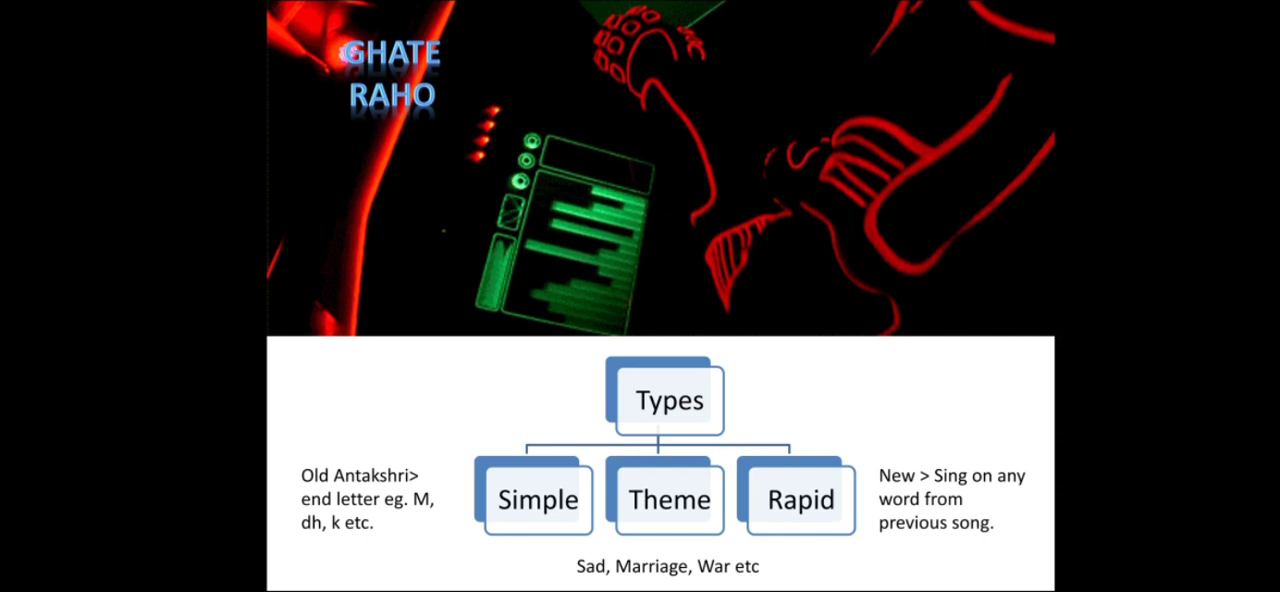 GHATE
RAHO
Types
Simple
Theme
Rapid
Old Antakshri>
end letter eg. M,
dh, k etc.
New > Sing on any
word from
previous song.
Sad, Marriage, War etc